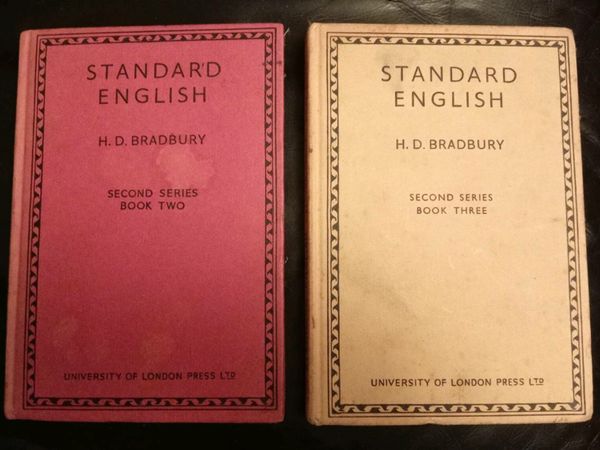 STANDARD
ENGLISH
H. D. BRADBURY
SECOND SERIES
BOOK TWO
UNIVERSITY OF LONDON PRESS LTD
STANDARD
ENGLISH
H. D. BRADBURY
SECOND SERIES
BOOK THREE
UNIVERSITY OF LONDON PRESS LTD